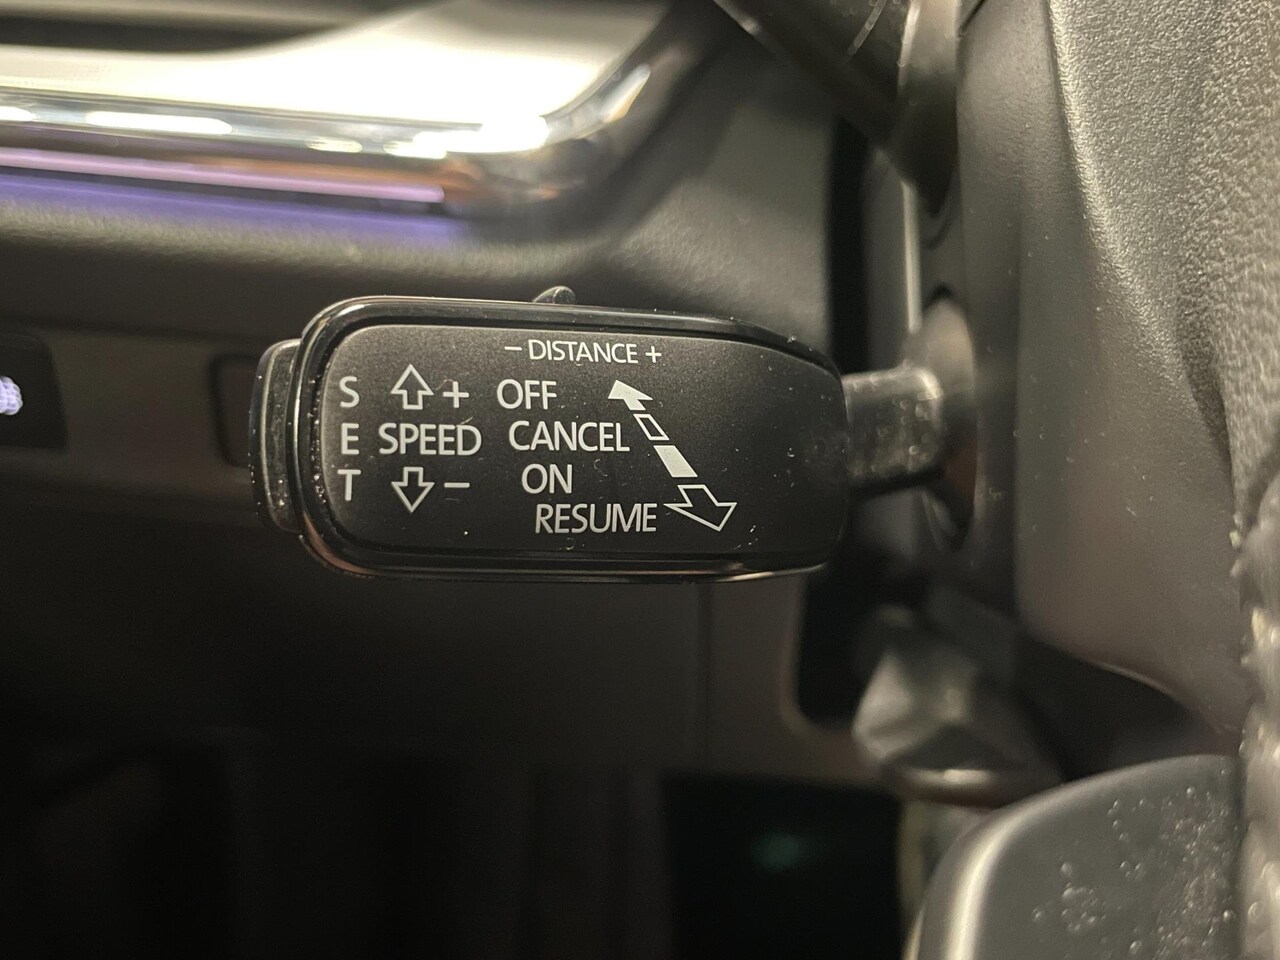 − DISTANCE +
S + OFF
E SPEED CANCEL
T − ON
RESUME